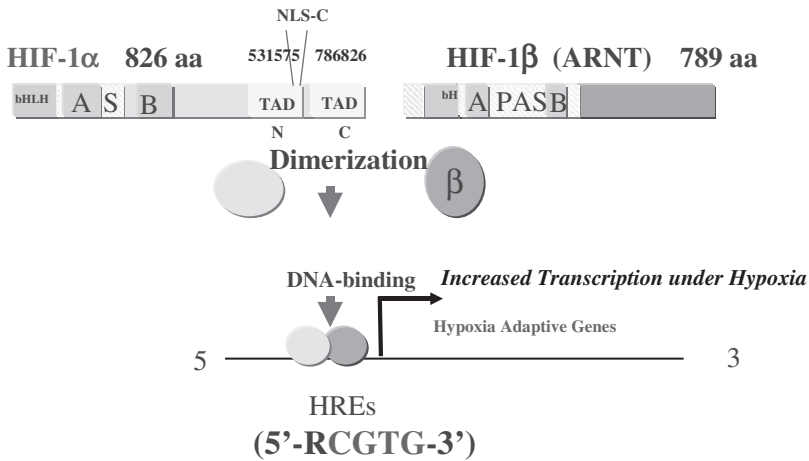 NLS-C
HIF-1α 826 aa 531575 786826 HIF-1β (ARNT) 789 aa
bHLH A S B TAD TAD bH A PAS B
N C
Dimerization
β
DNA-binding Increased Transcription under Hypoxia
Hypoxia Adaptive Genes
5 3
HREs
(5’-RCGTG-3’)